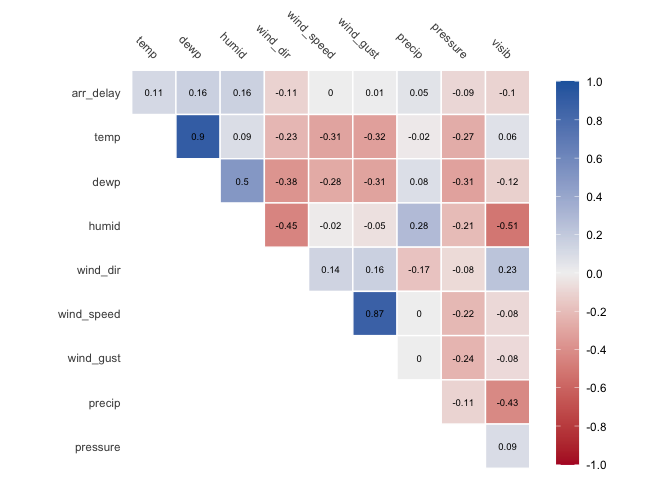 temp dewp humid wind_dir wind_speed wind_gust precip pressure visib
arr_delay 0.11 0.16 0.16 -0.11 0 0.01 0.05 -0.09 -0.1
temp 0.9 0.09 -0.23 -0.31 -0.32 -0.02 -0.27 0.06
dewp 0.5 -0.38 -0.28 -0.31 0.08 -0.31 -0.12
humid -0.45 -0.02 -0.05 0.28 -0.21 -0.51
wind_dir 0.14 0.16 -0.17 -0.08 0.23
wind_speed 0.87 0 -0.22 -0.08
wind_gust 0 -0.24 -0.08
precip -0.11 -0.43
pressure 0.09
1.0
0.8
0.6
0.4
0.2
0.0
-0.2
-0.4
-0.6
-0.8
-1.0